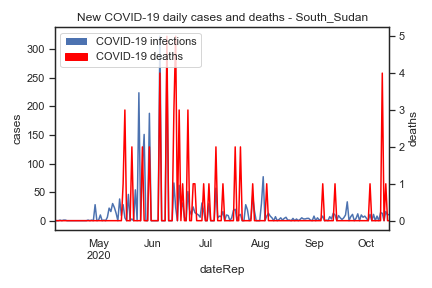 New COVID-19 daily cases and deaths - South_Sudan
COVID-19 infections
COVID-19 deaths
cases
300
250
200
150
100
50
0
deaths
5
4
3
2
1
0
May Jun Jul Aug Sep Oct
2020
dateRep